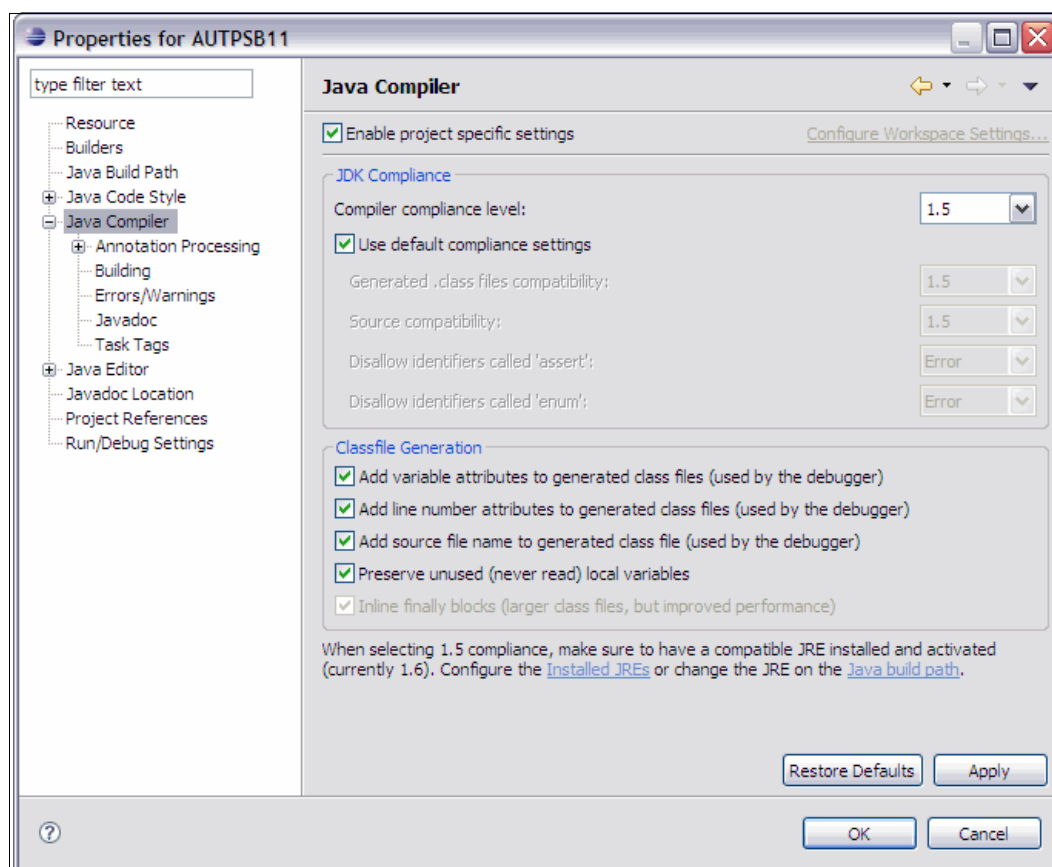 Properties for AUTPSB11
type filter text
Resource
Builders
Java Build Path
Java Code Style
Java Compiler
Annotation Processing
Building
Errors/Warnings
Javadoc
Task Tags
Java Editor
Javadoc Location
Project References
Run/Debug Settings
Java Compiler
Enable project specific settings
Configure Workspace Settings...
JDK Compliance
Compiler compliance level: 1.5
Use default compliance settings
Generated .class files compatibility: 1.5
Source compatibility: 1.5
Disallow identifiers called 'assert': Error
Disallow identifiers called 'enum': Error
Classfile Generation
Add variable attributes to generated class files (used by the debugger)
Add line number attributes to generated class files (used by the debugger)
Add source file name to generated class file (used by the debugger)
Preserve unused (never read) local variables
Inline finally blocks (larger class files, but improved performance)
When selecting 1.5 compliance, make sure to have a compatible JRE installed and activated
(currently 1.6). Configure the Installed JREs or change the JRE on the Java build path.
Restore Defaults
Apply
OK
Cancel